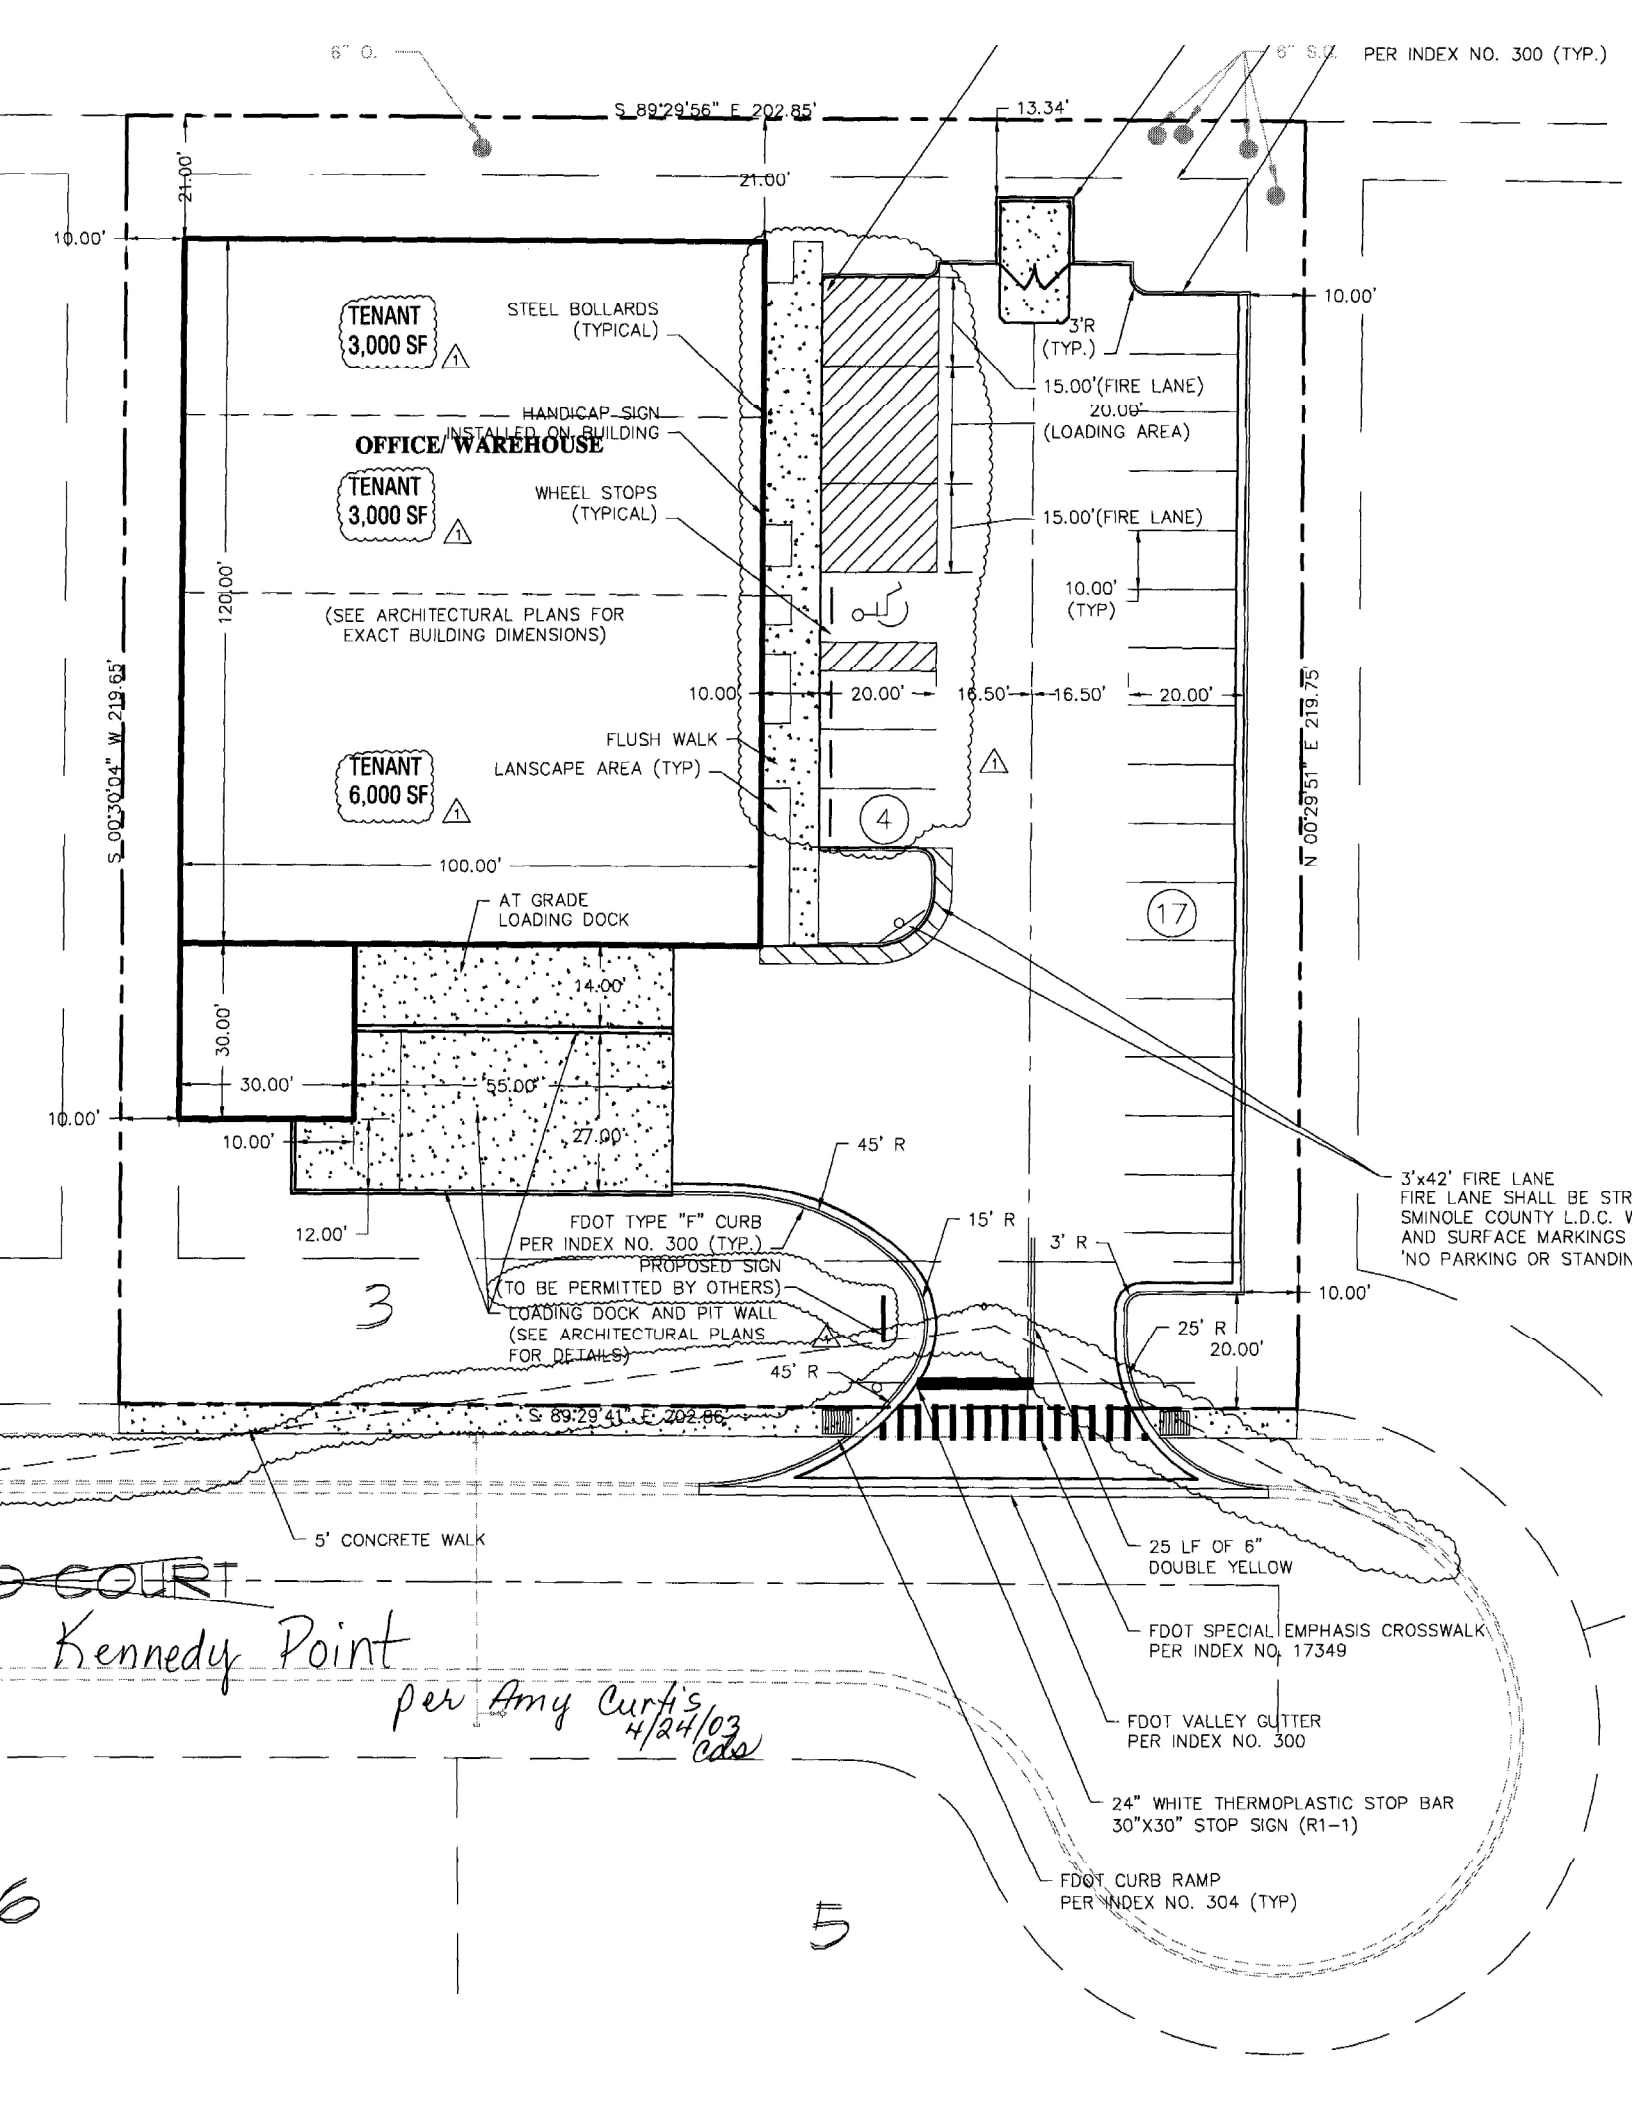 6" O.
6" S.G.
PER INDEX NO. 300 (TYP.)
S 89°29'56" E 202.85'
13.34'
21.00'
21.00'
10.00'
10.00'
TENANT
3,000 SF
1
STEEL BOLLARDS
(TYPICAL)
3'R
(TYP.)
15.00'(FIRE LANE)
20.00'
(LOADING AREA)
HANDICAP SIGN
INSTALLED ON BUILDING
OFFICE/ WAREHOUSE
TENANT
3,000 SF
1
WHEEL STOPS
(TYPICAL)
15.00'(FIRE LANE)
120.00'
10.00'
(TYP)
(SEE ARCHITECTURAL PLANS FOR
EXACT BUILDING DIMENSIONS)
S 00°30'04" W 219.65'
N 00°29'51" E 219.75'
10.00'
20.00'
16.50'
16.50'
20.00'
FLUSH WALK
LANSCAPE AREA (TYP)
1
TENANT
6,000 SF
1
4
100.00'
AT GRADE
LOADING DOCK
17
14.00'
30.00'
30.00'
55.00'
10.00'
10.00'
27.00'
45' R
12.00'
3'x42' FIRE LANE
FIRE LANE SHALL BE STR
SMINOLE COUNTY L.D.C. W
AND SURFACE MARKINGS
'NO PARKING OR STANDIN
FDOT TYPE "F" CURB
PER INDEX NO. 300 (TYP.)
15' R
3' R
PROPOSED SIGN
(TO BE PERMITTED BY OTHERS)
LOADING DOCK AND PIT WALL
(SEE ARCHITECTURAL PLANS
FOR DETAILS)
3
4
10.00'
25' R
20.00'
45' R
S 89°29'41" E 202.86'
5' CONCRETE WALK
25 LF OF 6"
DOUBLE YELLOW
COURT
Kennedy Point
per Amy Curtis
4/24/03
cds
FDOT SPECIAL EMPHASIS CROSSWALK
PER INDEX NO. 17349
FDOT VALLEY GUTTER
PER INDEX NO. 300
24" WHITE THERMOPLASTIC STOP BAR
30"X30" STOP SIGN (R1-1)
FDOT CURB RAMP
PER INDEX NO. 304 (TYP)
6
5